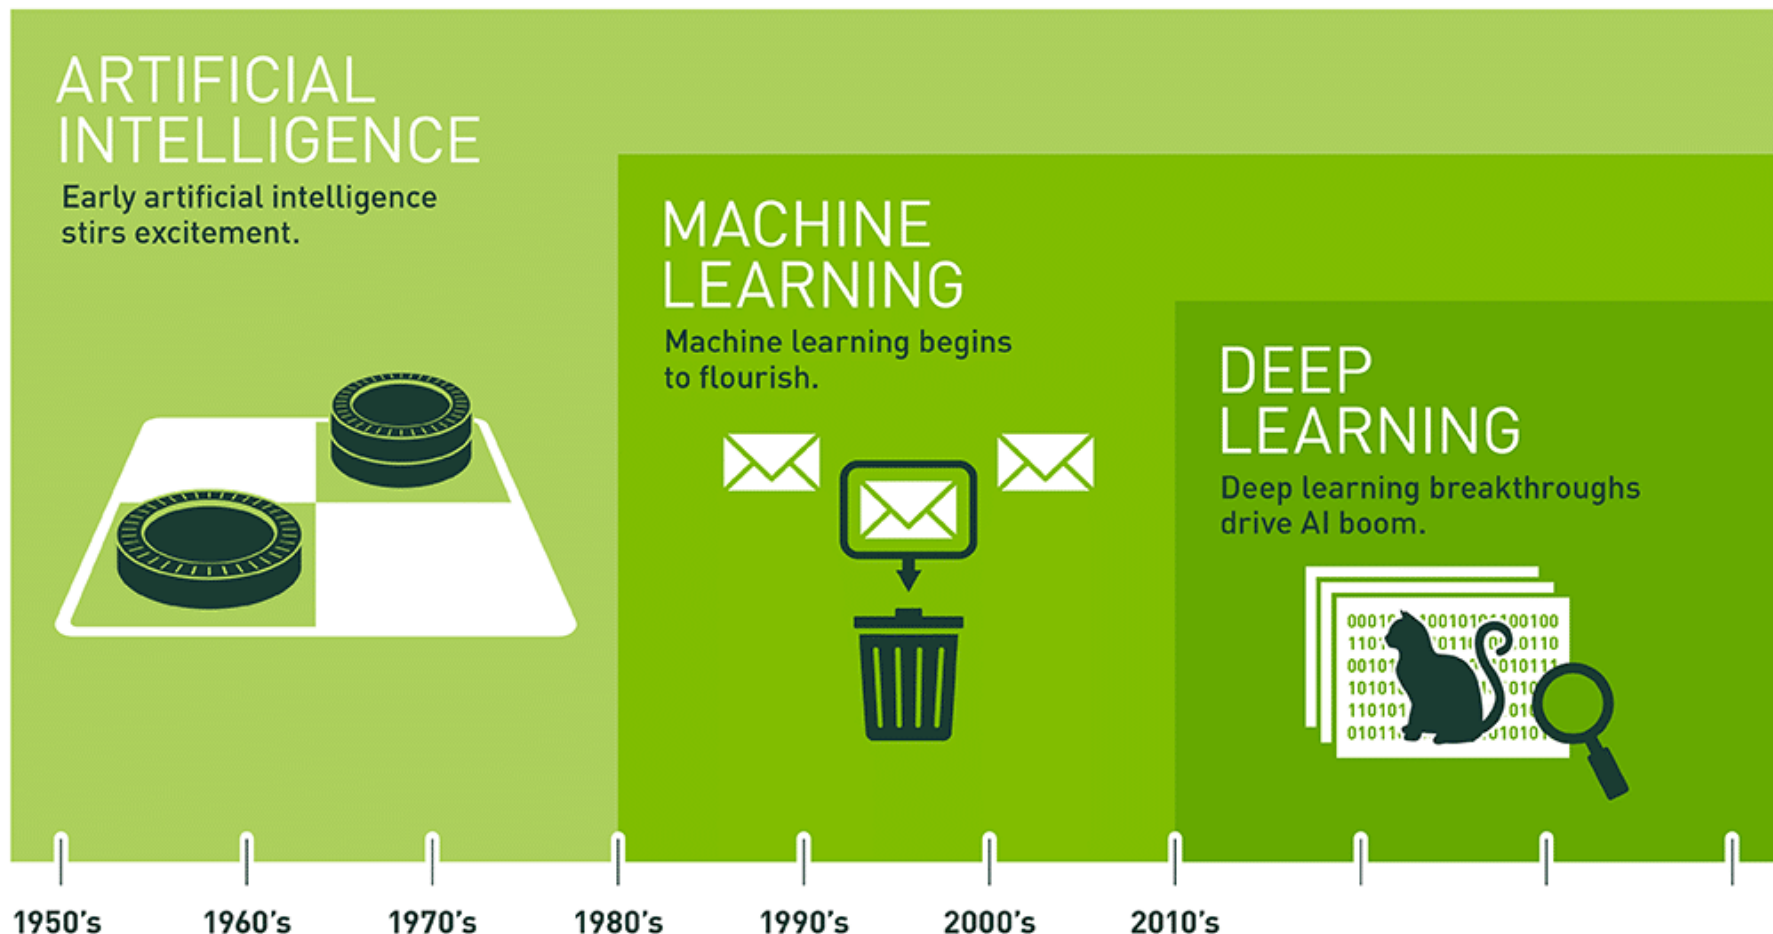 ARTIFICIAL
INTELLIGENCE
Early artificial intelligence
stirs excitement.
MACHINE
LEARNING
Machine learning begins
to flourish.
DEEP
LEARNING
Deep learning breakthroughs
drive AI boom.
1950's
1960's
1970's
1980's
1990's
2000's
2010's